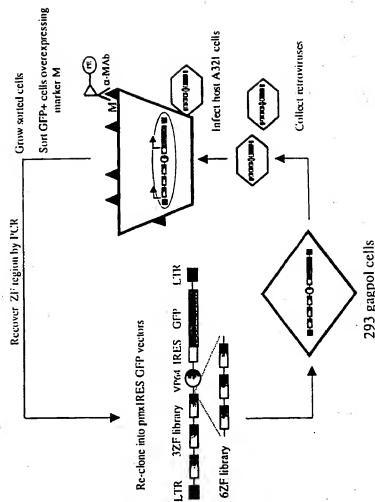 Recover ZF region by PCR
Grow sorted cells
Sort GFP+ cells overexpressing
marker M
PE
α-MAb
M
Re-clone into pmxIRES GFP vectors
LTR 3ZF library VP64 IRES GFP LTR
6ZF library
Infect host A321 cells
Collect retroviruses
293 gagpol cells